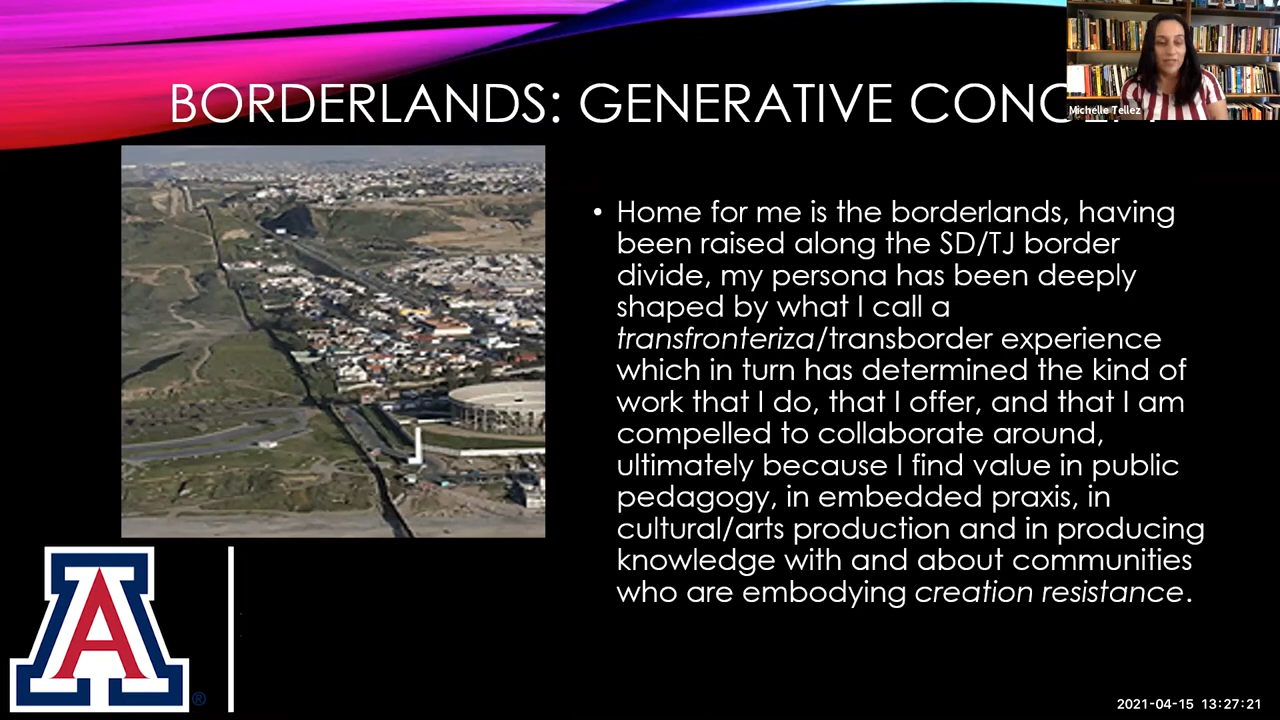 BORDERLANDS: GENERATIVE CONC
Michelle Tellez
• Home for me is the borderlands, having
been raised along the SD/TJ border
divide, my persona has been deeply
shaped by what I call a
transfronteriza/transborder experience
which in turn has determined the kind of
work that I do, that I offer, and that I am
compelled to collaborate around,
ultimately because I find value in public
pedagogy, in embedded praxis, in
cultural/arts production and in producing
knowledge with and about communities
who are embodying creation resistance.
A
®
2021-04-15 13:27:21